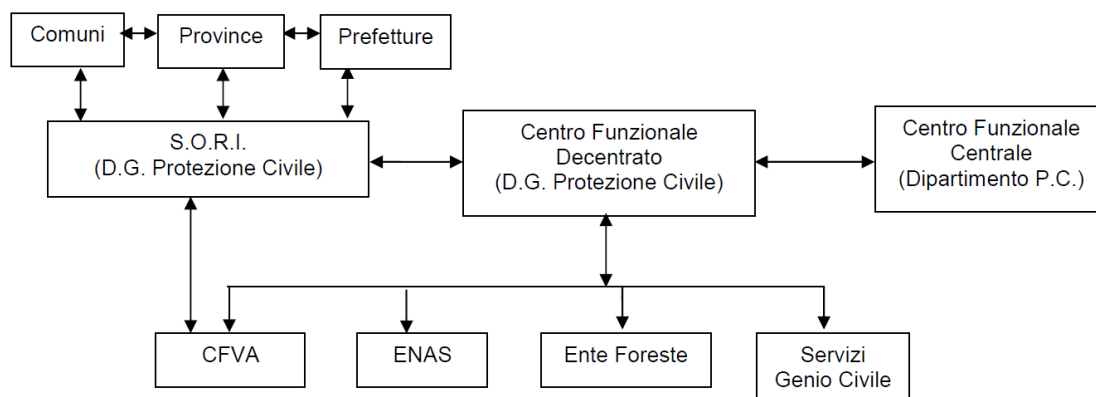 Comuni
Province
Prefetture
S.O.R.I.
(D.G. Protezione Civile)
Centro Funzionale
Decentrato
(D.G. Protezione Civile)
Centro Funzionale
Centrale
(Dipartimento P.C.)
CFVA
ENAS
Ente Foreste
Servizi
Genio Civile